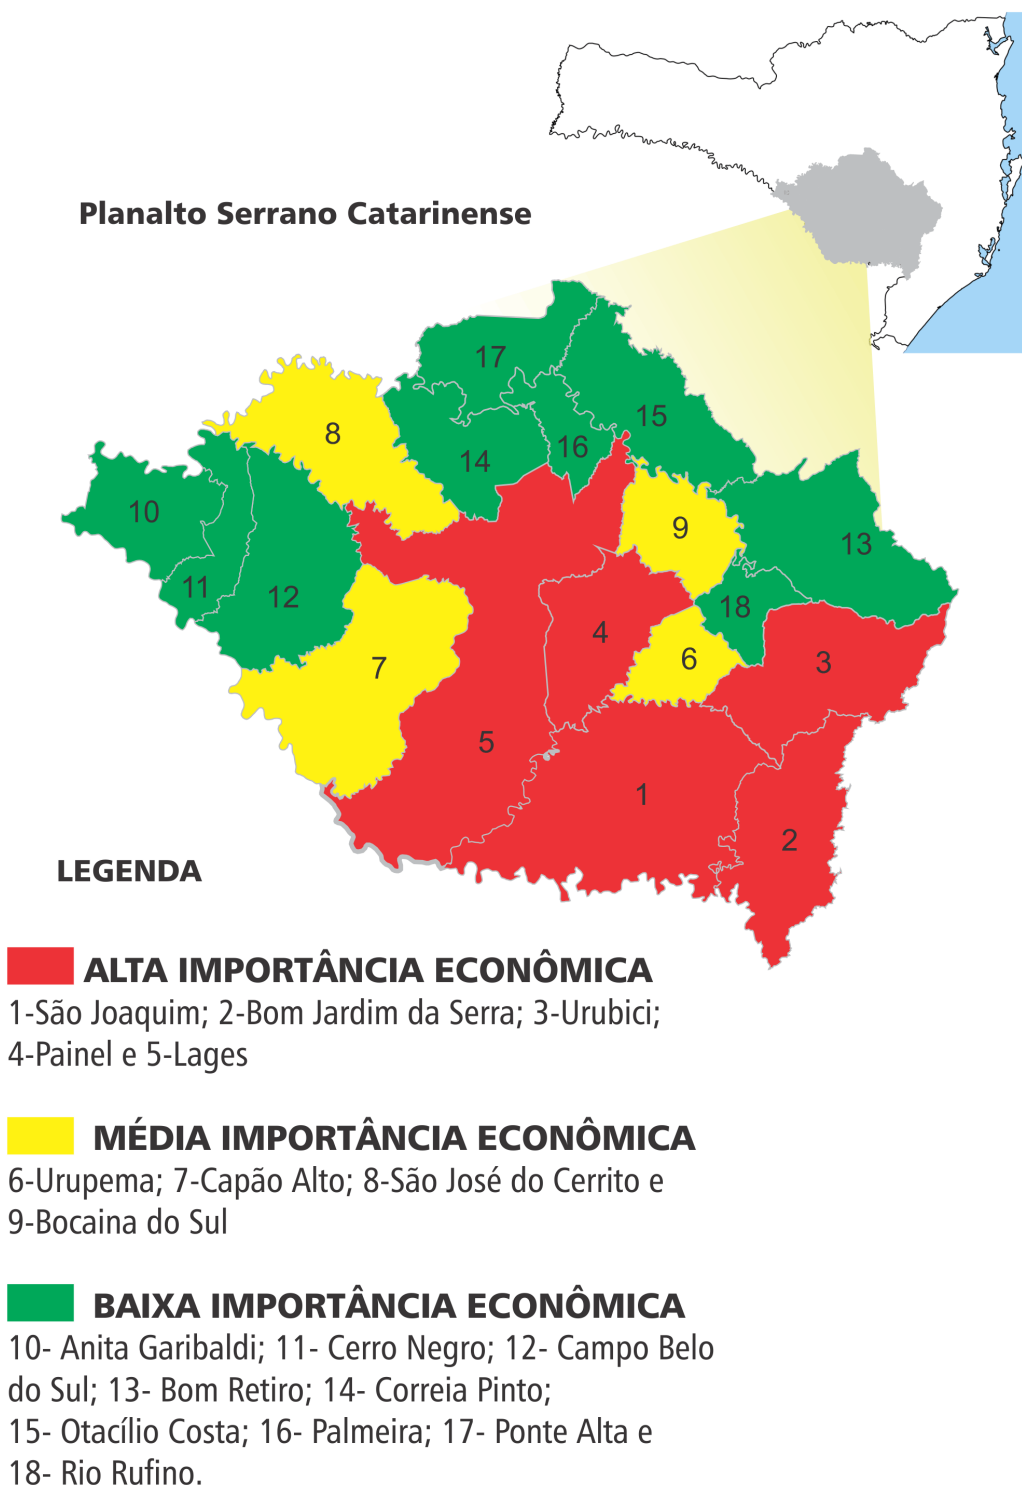 Planalto Serrano Catarinense
17
8
15
16
14
10
9
13
11
12
18
4
6
3
7
5
1
2
LEGENDA
ALTA IMPORTÂNCIA ECONÔMICA
1-São Joaquim; 2-Bom Jardim da Serra; 3-Urubici;
4-Painel e 5-Lages
MÉDIA IMPORTÂNCIA ECONÔMICA
6-Urupema; 7-Capão Alto; 8-São José do Cerrito e
9-Bocaina do Sul
BAIXA IMPORTÂNCIA ECONÔMICA
10- Anita Garibaldi; 11- Cerro Negro; 12- Campo Belo
do Sul; 13- Bom Retiro; 14- Correia Pinto;
15- Otacílio Costa; 16- Palmeira; 17- Ponte Alta e
18- Rio Rufino.